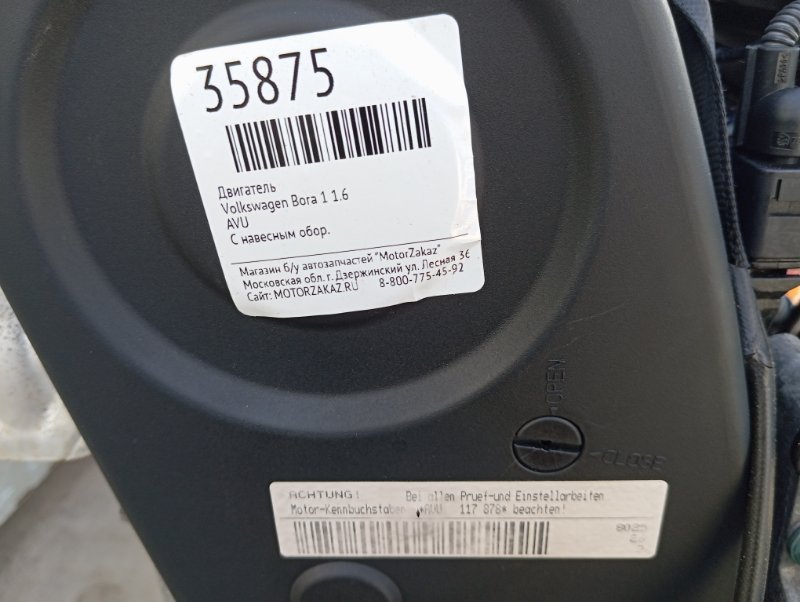 35875
Двигатель
Volkswagen Bora 1 1.6
AVU
С навесным обор.
Магазин б/у автозапчастей "MotorZakaz"
Московская обл. г. Дзержинский ул. Лесная 3Є
Сайт: MOTORZAKAZ.RU 8-800-775-45-92
OPEN
CLOSE
ACHTUNG! Bei allen Pruef-und Einstellarbeiten
Motor-Kennbuchstaben *AVU 117 878* beachten!